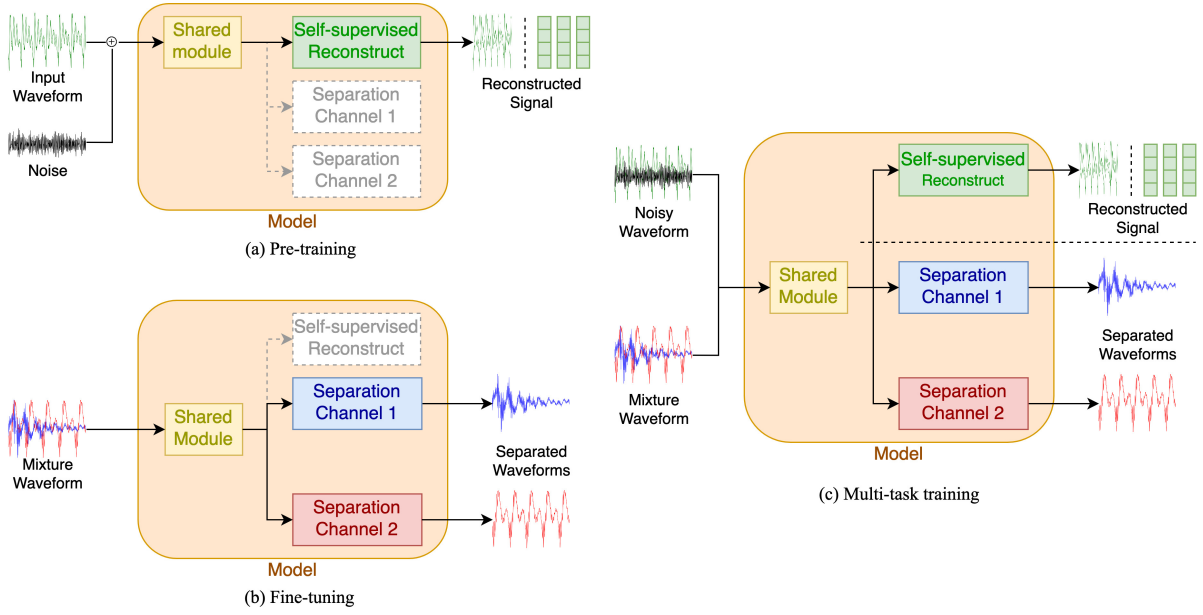 Input
Waveform
Noise
Shared
module
Self-supervised
Reconstruct
Separation
Channel 1
Separation
Channel 2
Reconstructed
Signal
Model
(a) Pre-training
Mixture
Waveform
Shared
Module
Self-supervised
Reconstruct
Separation
Channel 1
Separation
Channel 2
Separated
Waveforms
Model
(b) Fine-tuning
Noisy
Waveform
Mixture
Waveform
Shared
Module
Self-supervised
Reconstruct
Separation
Channel 1
Separation
Channel 2
Reconstructed
Signal
Separated
Waveforms
Model
(c) Multi-task training